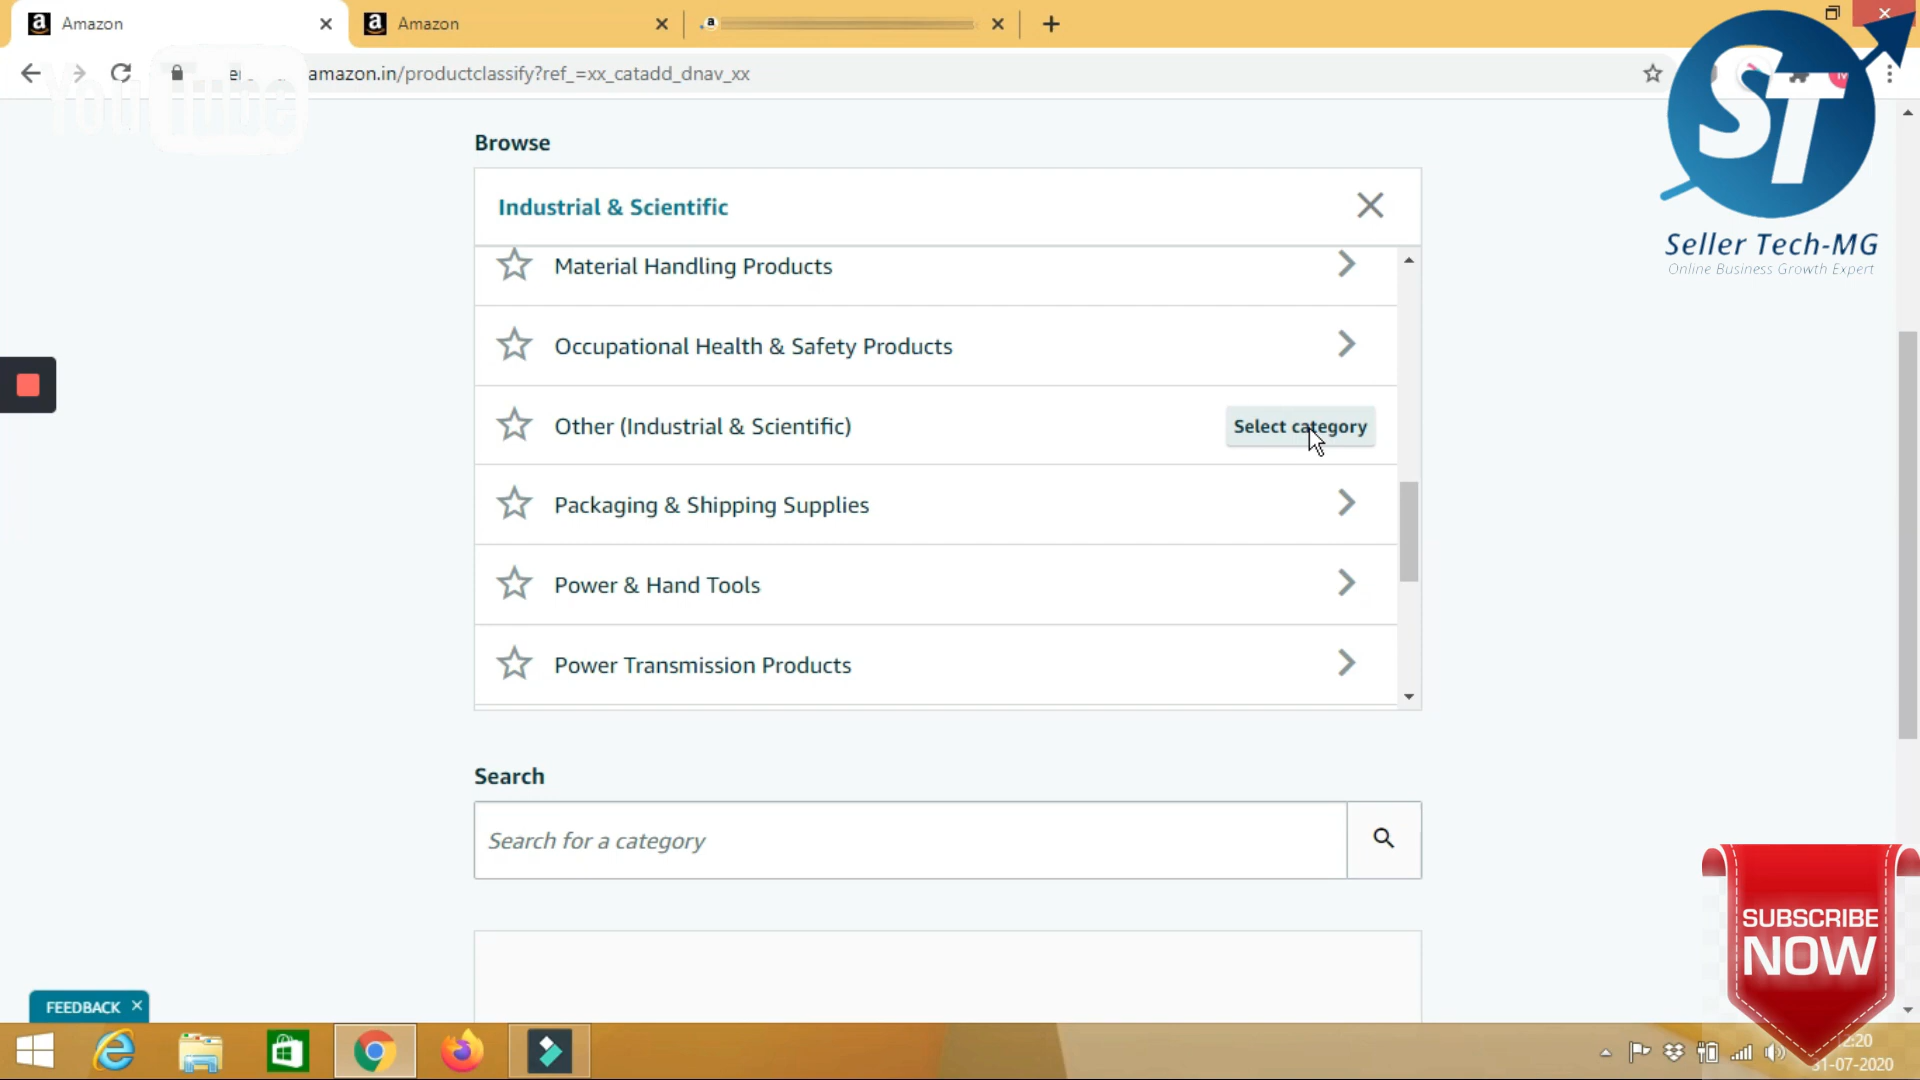 Amazon
Amazon
amazon.in/productclassify?ref_=xx_catadd_dnav_xx
YouTube
ST
Seller Tech-MG
Online Business Growth Expert
Browse
Industrial & Scientific
Material Handling Products
Occupational Health & Safety Products
Other (Industrial & Scientific)
Select category
Packaging & Shipping Supplies
Power & Hand Tools
Power Transmission Products
Search
Search for a category
SUBSCRIBE
NOW
FEEDBACK
31-07-2020